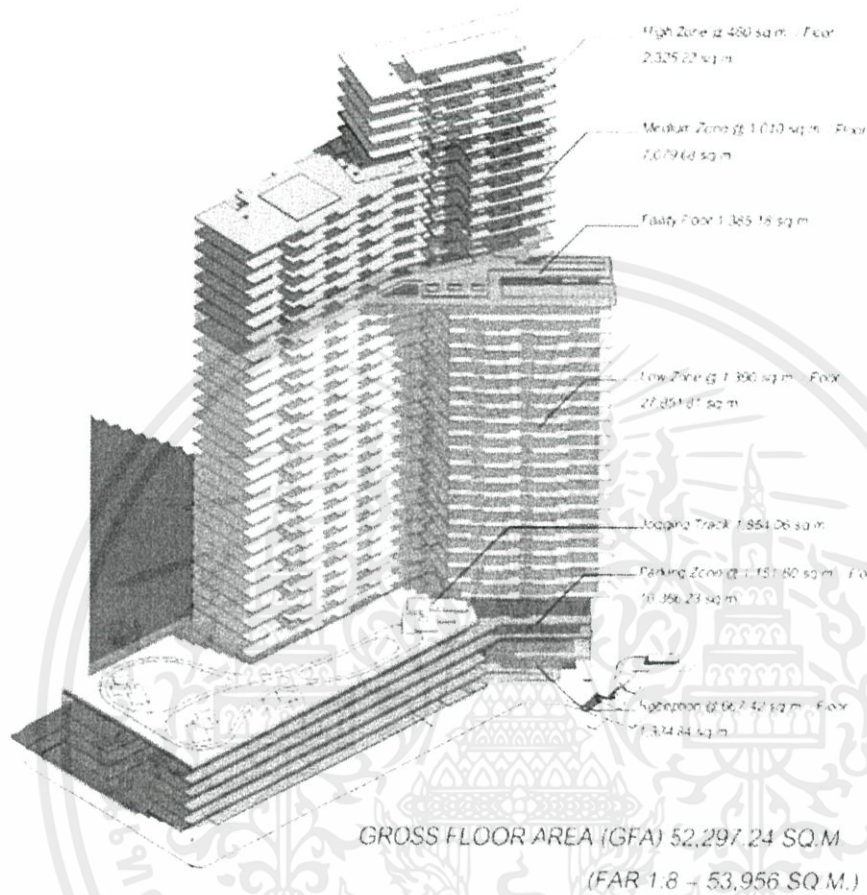 High Zone @ 460 sq.m / Floor
2,325.22 sq.m
Medium Zone @ 1,010 sq.m / Floor
7,079.68 sq.m
Floor 1,385.18 sq.m
Low Zone @ 1,390 sq.m / Floor
27,851.81 sq.m
Jogging Track 1,854.06 sq.m
Parking Zone @ 1,151.80 sq.m / Floor
10,366.23 sq.m
Reception @ 667.42 sq.m / Floor
1,334.84 sq.m
GROSS FLOOR AREA (GFA) 52,297.24 SQ.M
(FAR 1:8 – 53,956 SQ.M.)